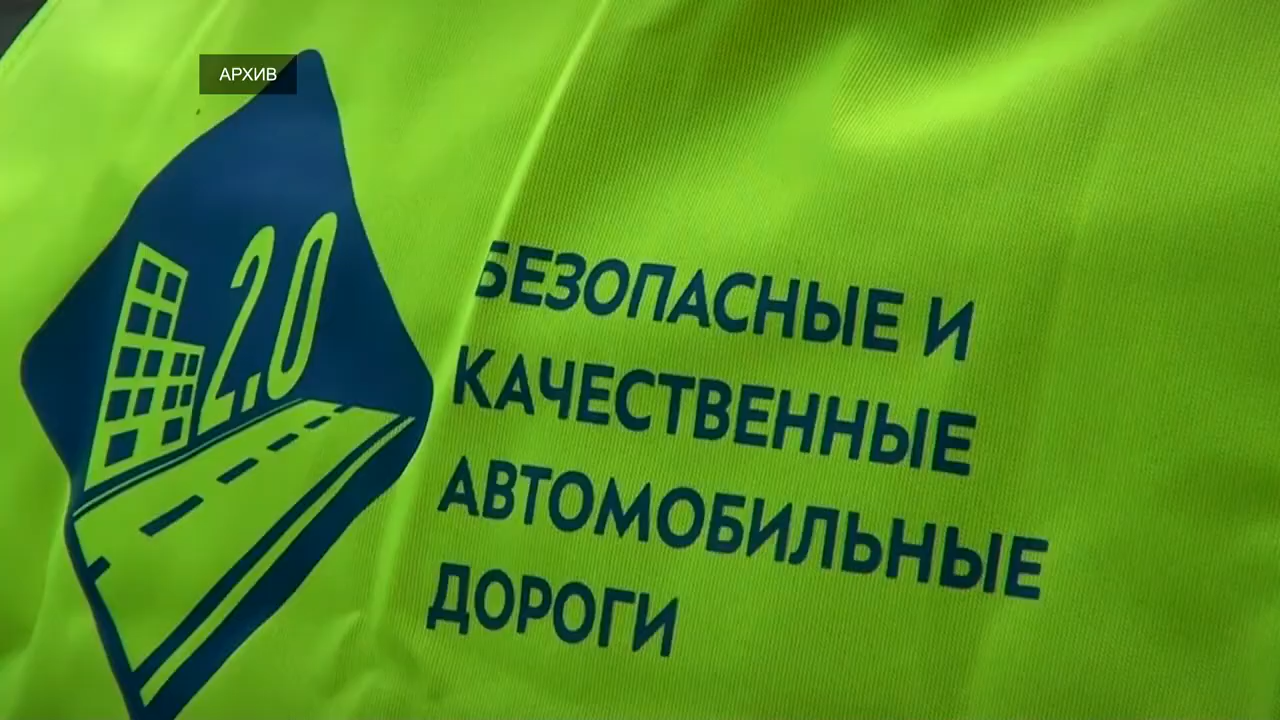 АРХИВ
2.0
БЕЗОПАСНЫЕ И
КАЧЕСТВЕННЫЕ
АВТОМОБИЛЬНЫЕ
ДОРОГИ